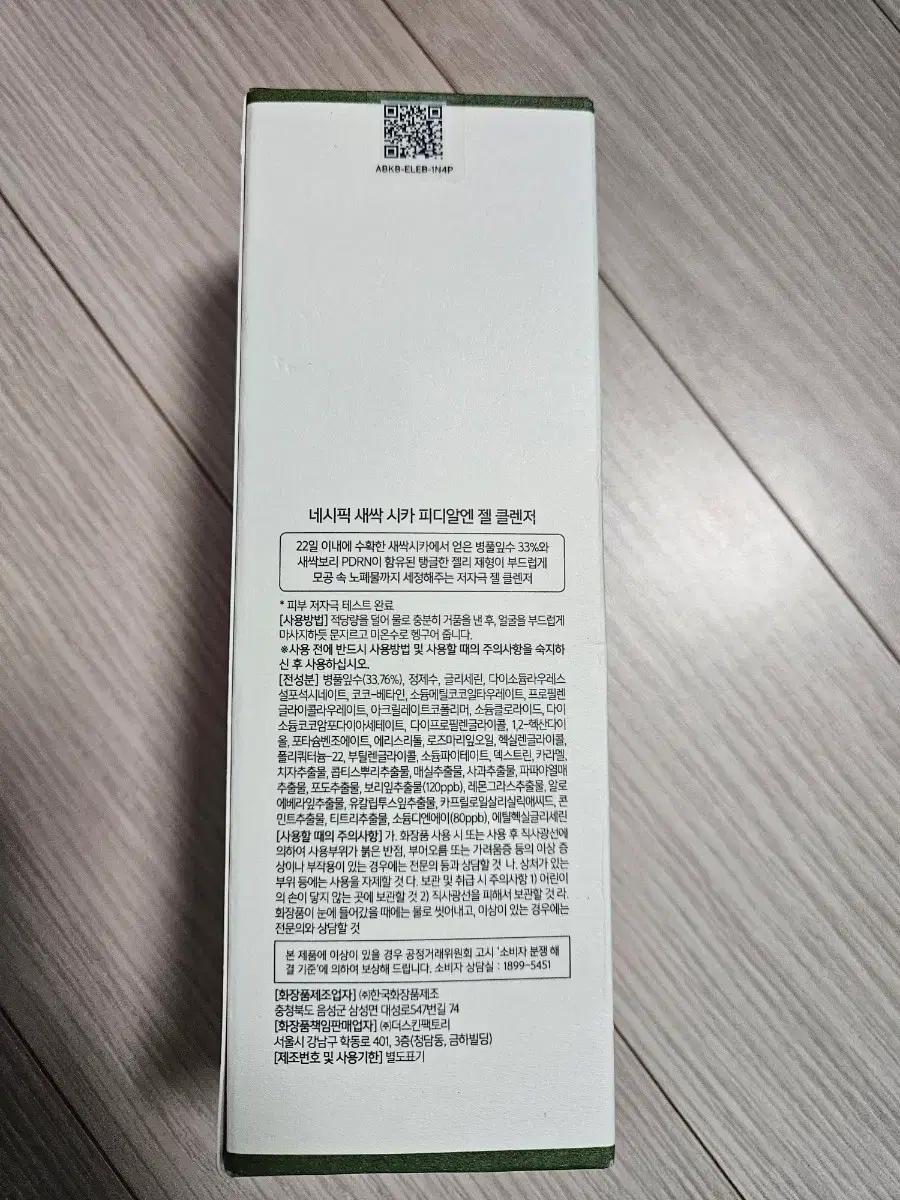 ABKB-ELEB-1N4P
네시픽 새싹 시카 피디알엔 젤 클렌저
22일 이내에 수확한 새싹시카에서 얻은 병풀잎수 33%와
새싹보리 PDRN이 함유된 탱글한 젤리 제형이 부드럽게
모공 속 노폐물까지 세정해주는 저자극 젤 클렌저
* 피부 저자극 테스트 완료
[사용방법] 적당량을 덜어 물로 충분히 거품을 낸 후, 얼굴을 부드럽게
마사지하듯 문지르고 미온수로 헹구어 줍니다.
※사용 전에 반드시 사용방법 및 사용할 때의 주의사항을 숙지하
신 후 사용하십시오.
[전성분] 병풀잎수(33.76%), 정제수, 글리세린, 다이소듐라우레스
설포석시네이트, 코코-베타인, 소듐메틸코코일타우레이트, 프로필렌
글라이콜라우레이트, 아크릴레이트코폴리머, 소듐클로라이드, 다이
소듐코코암포다이아세테이트, 다이프로필렌글라이콜, 1,2-헥산다이
올, 포타슘벤조에이트, 에리스리톨, 로즈마리잎오일, 헥실렌글라이콜,
폴리쿼터늄-22, 부틸렌글라이콜, 소듐파이테이트, 덱스트린, 카라멜,
치자추출물, 콥티스뿌리추출물, 매실추출물, 사과추출물, 파파야열매
추출물, 포도추출물, 보리잎추출물(120ppb), 레몬그라스추출물, 알로
에베라잎추출물, 유칼립투스잎추출물, 카프릴로일살리실릭애씨드, 콘
민트추출물, 티트리추출물, 소듐디엔에이(80ppb), 에틸헥실글리세린
[사용할 때의 주의사항] 가. 화장품 사용 시 또는 사용 후 직사광선에
의하여 사용부위가 붉은 반점, 부어오름 또는 가려움증 등의 이상 증
상이나 부작용이 있는 경우에는 전문의 등과 상담할 것 나. 상처가 있는
부위 등에는 사용을 자제할 것 다. 보관 및 취급 시 주의사항 1) 어린이
의 손이 닿지 않는 곳에 보관할 것 2) 직사광선을 피해서 보관할 것 라.
화장품이 눈에 들어갔을 때에는 물로 씻어내고, 이상이 있는 경우에는
전문의와 상담할 것
본 제품에 이상이 있을 경우 공정거래위원회 고시 '소비자 분쟁 해
결 기준'에 의하여 보상해 드립니다. 소비자 상담실 : 1899-5451
[화장품제조업자] ㈜한국화장품제조
충청북도 음성군 삼성면 대성로547번길 74
[화장품책임판매업자] ㈜더스킨팩토리
서울시 강남구 학동로 401, 3층(청담동, 금하빌딩)
[제조번호 및 사용기한] 별도표기